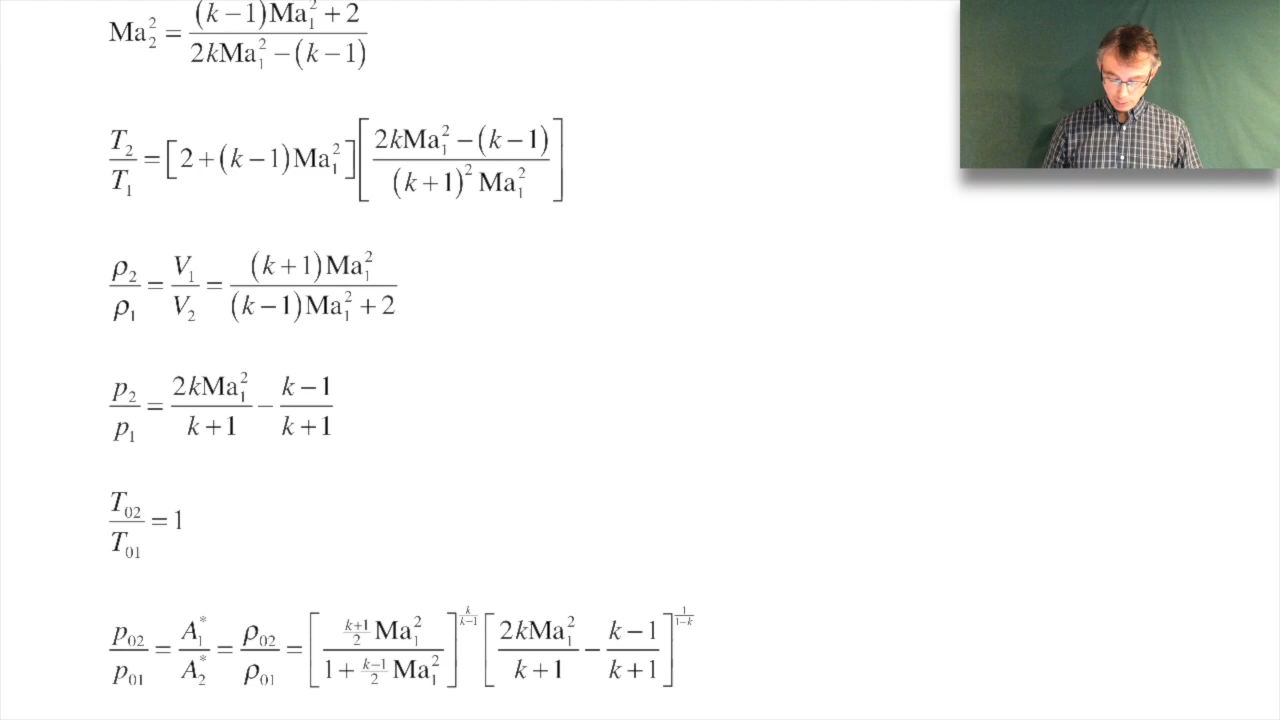 Ma₂² = (k−1)Ma₁² + 2 / 2kMa₁² − (k−1)
T₂/T₁ = [2 + (k−1)Ma₁²][2kMa₁² − (k−1) / (k+1)² Ma₁²]
ρ₂/ρ₁ = V₁/V₂ = (k+1)Ma₁² / (k−1)Ma₁² + 2
p₂/p₁ = 2kMa₁²/k+1 − k−1/k+1
T₀₂/T₀₁ = 1
p₀₂/p₀₁ = A₁*/A₂* = ρ₀₂/ρ₀₁ = [k+1/2 Ma₁² / 1 + k−1/2 Ma₁²]^(k/k−1) [2kMa₁²/k+1 − k−1/k+1]^(1/1−k)